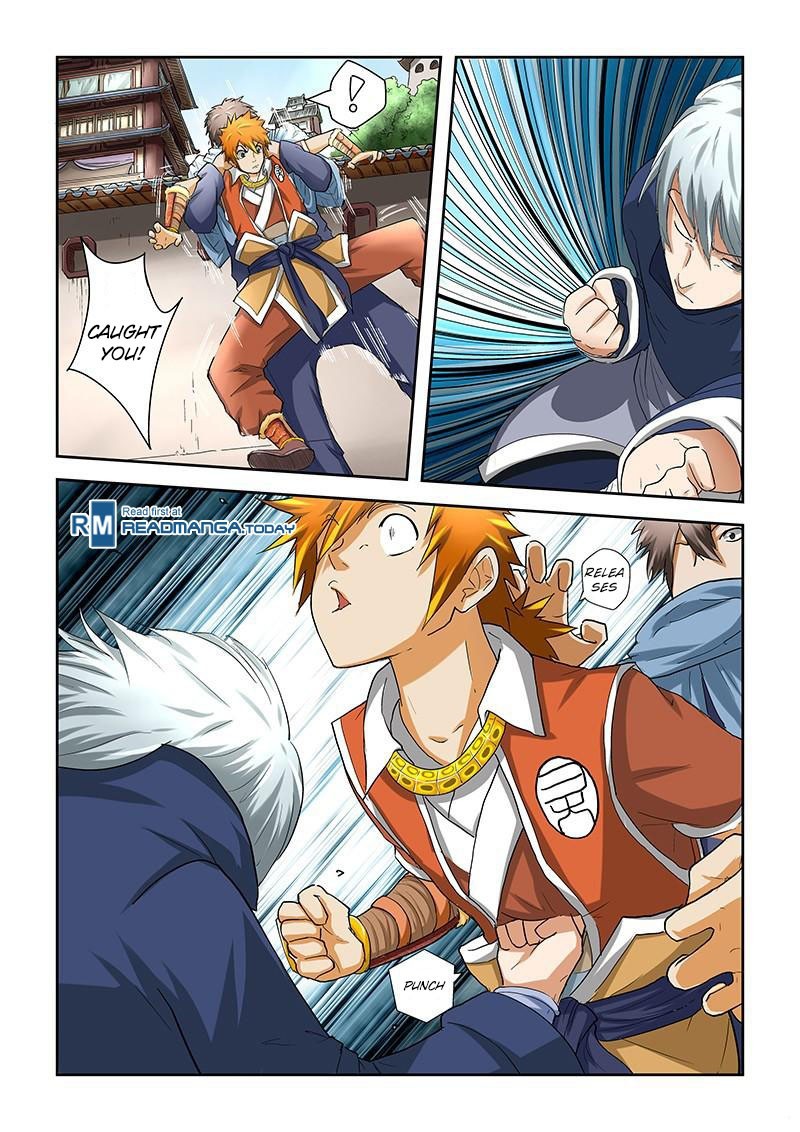 !
CAUGHT
YOU!
RM
Read first at
READMANGA.TODAY
RELEA
SES
PUNCH